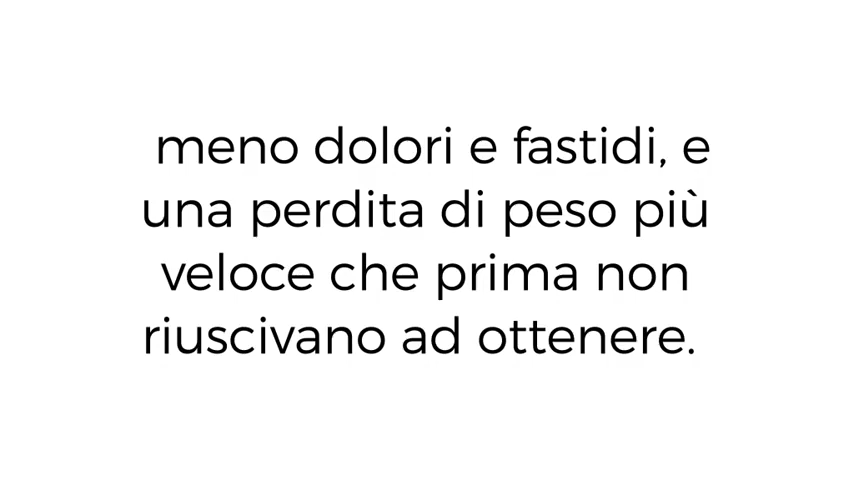 meno dolori e fastidi, e
una perdita di peso più
veloce che prima non
riuscivano ad ottenere.